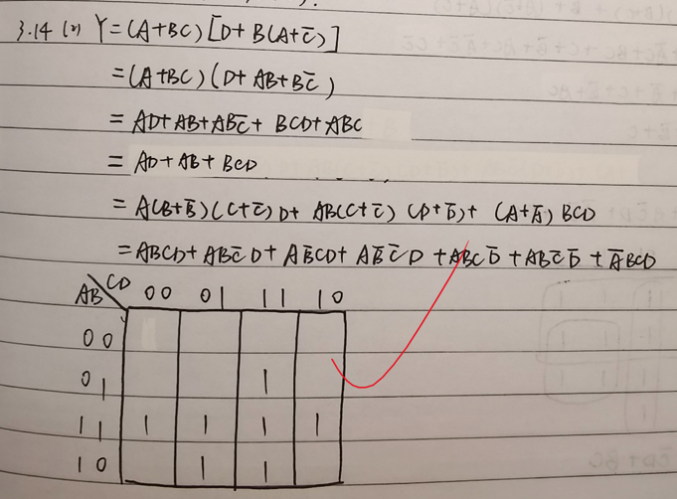 3.14 (2) Y=(A+BC)[D+B(A+C̅)]
=(A+BC)(D+AB+BC̅)
= AD+AB+ABC̅+BCD+ABC
= AD+AB+BCD
= A(B+B̅)(C+C̅)D+AB(C+C̅)(D+D̅)+(A+A̅)BCD
=ABCD+ABC̅D+AB̅CD+AB̅C̅D+ABCD̅+ABC̅D̅+A̅BCD
AB CD 00 01 11 10
00
01 1
11 1 1 1 1
10 1 1